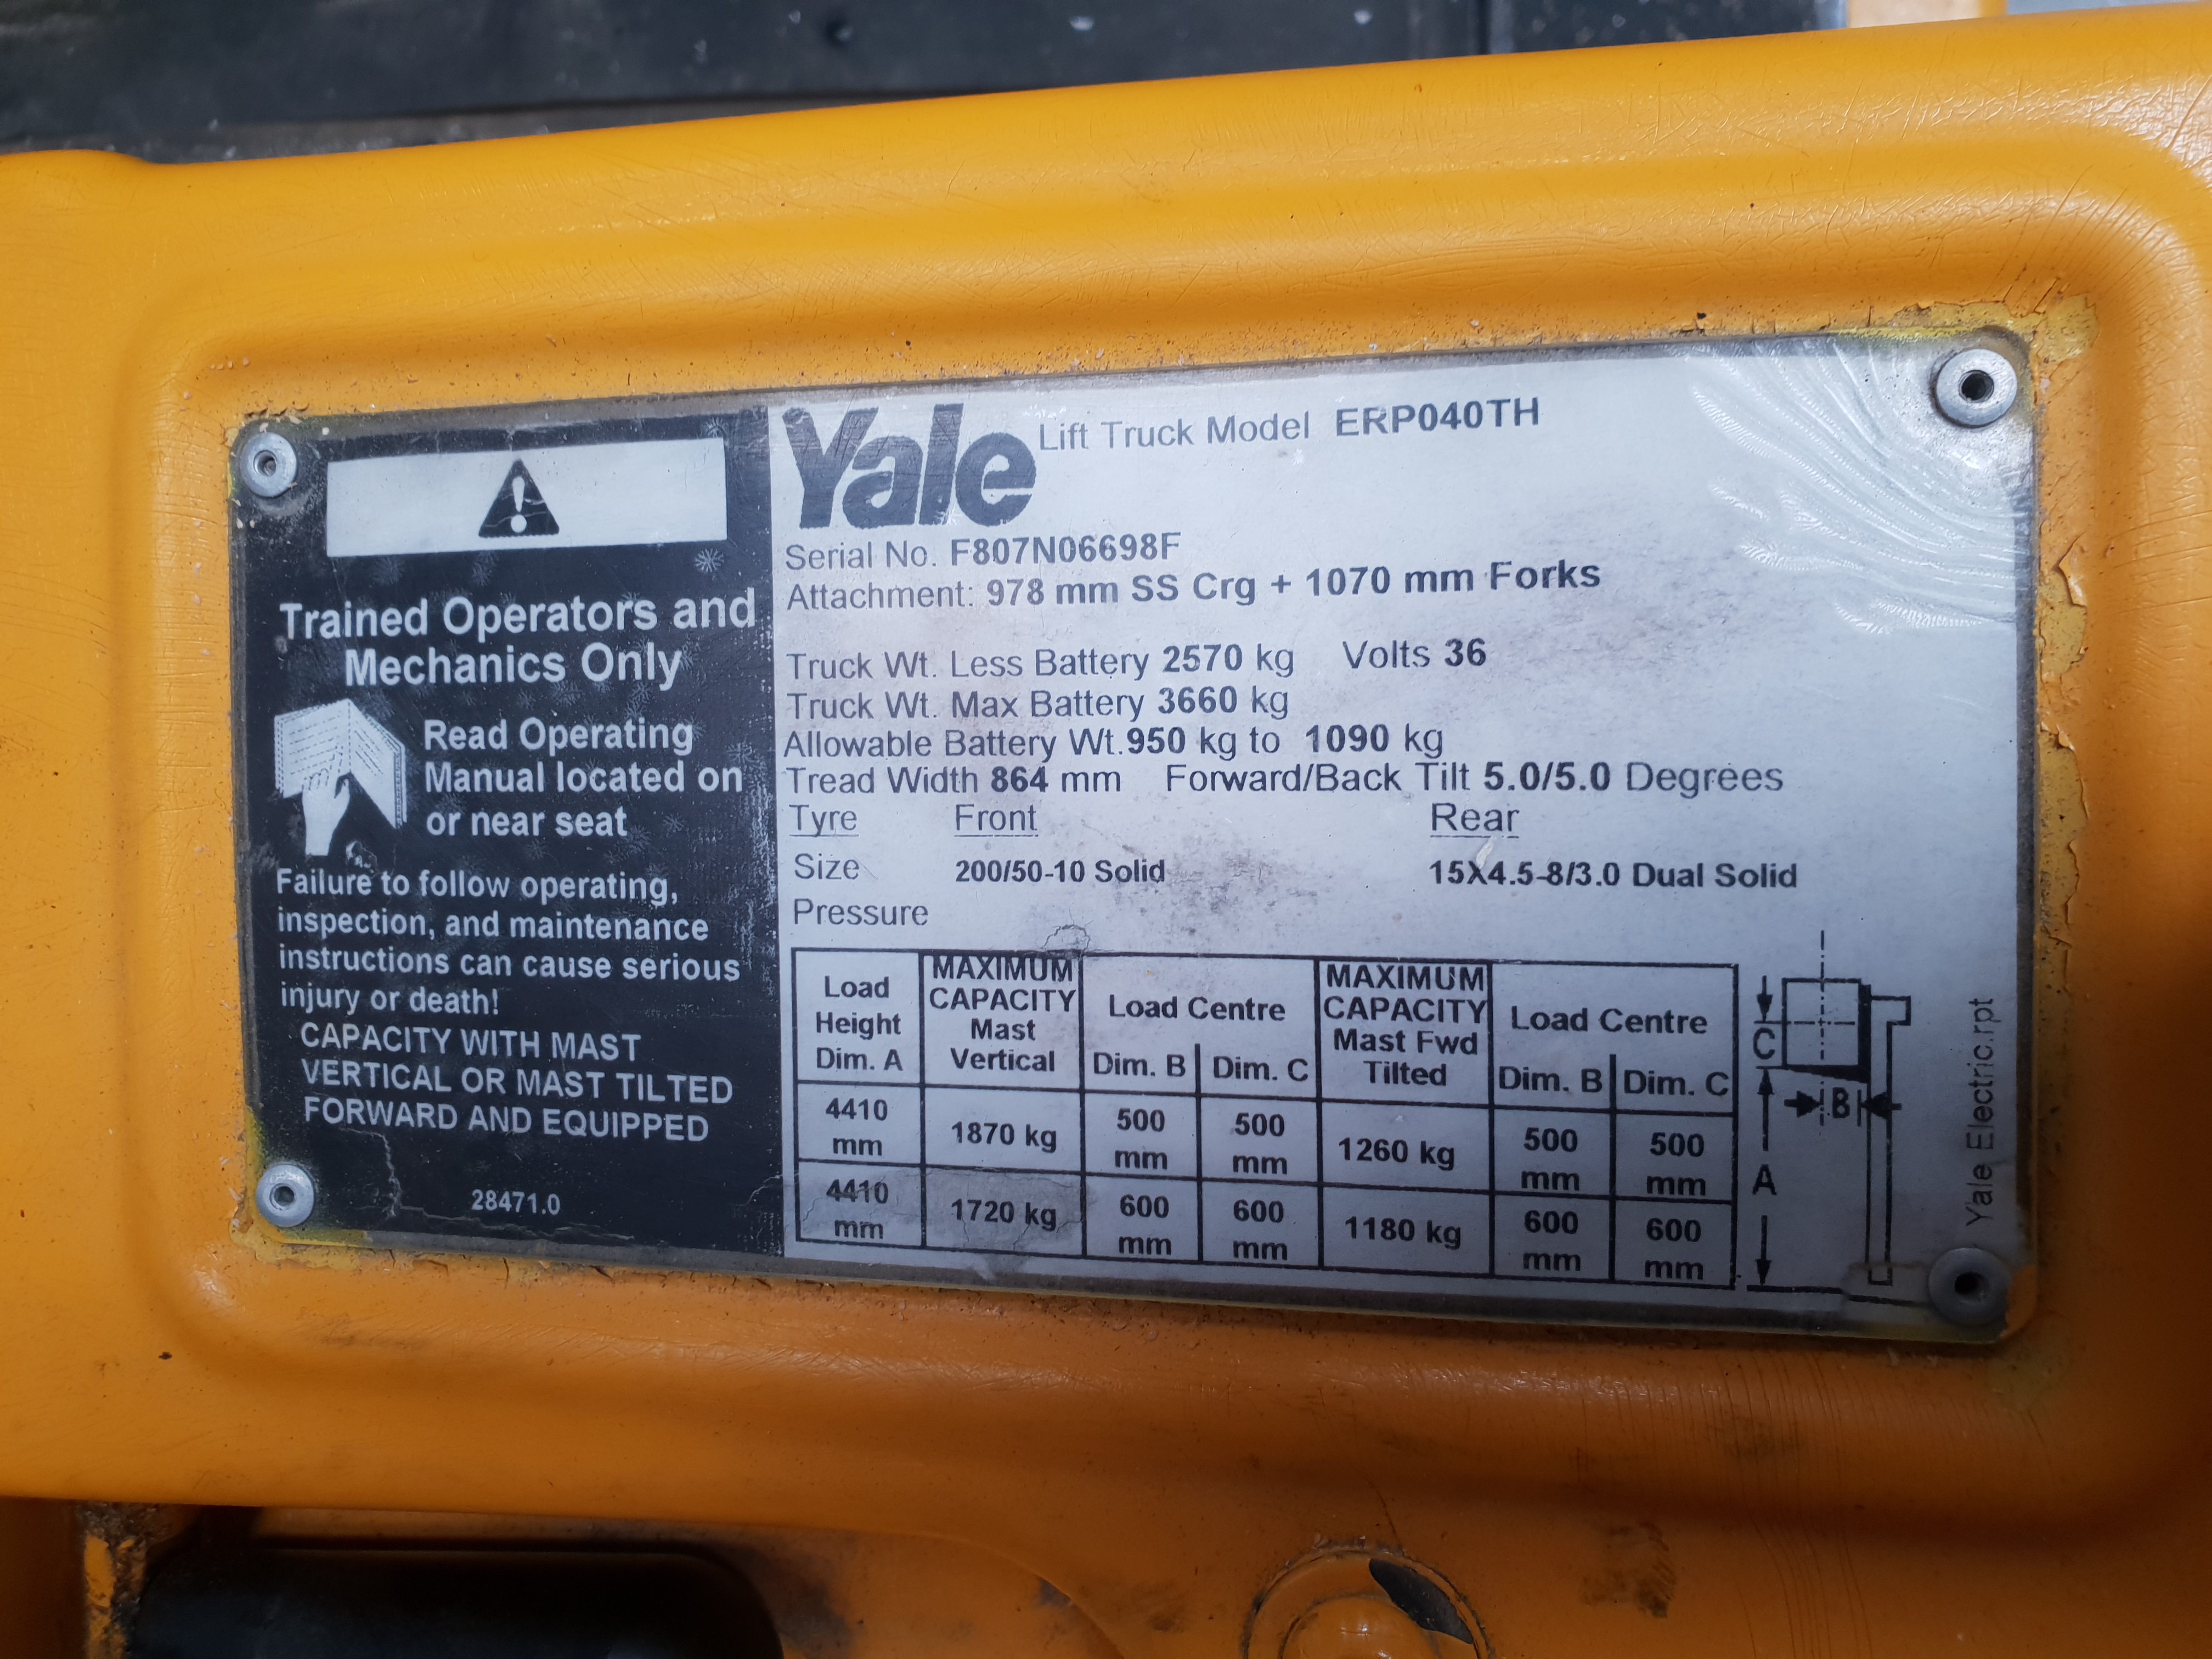 Trained Operators and
Mechanics Only
Read Operating
Manual located on
or near seat
Failure to follow operating,
inspection, and maintenance
instructions can cause serious
injury or death!
CAPACITY WITH MAST
VERTICAL OR MAST TILTED
FORWARD AND EQUIPPED
28471.0
Yale Lift Truck Model ERP040TH
Serial No. F807N06698F
Attachment: 978 mm SS Crg + 1070 mm Forks
Truck Wt. Less Battery 2570 kg Volts 36
Truck Wt. Max Battery 3660 kg
Allowable Battery Wt.950 kg to 1090 kg
Tread Width 864 mm Forward/Back Tilt 5.0/5.0 Degrees
Tyre Front Rear
Size 200/50-10 Solid 15X4.5-8/3.0 Dual Solid
Pressure
Load Height Dim. A MAXIMUM CAPACITY Mast Vertical Load Centre Dim. B Dim. C MAXIMUM CAPACITY Mast Fwd Tilted Load Centre Dim. B Dim. C
4410 mm 1870 kg 500 mm 500 mm 1260 kg 500 mm 500 mm
4410 mm 1720 kg 600 mm 600 mm 1180 kg 600 mm 600 mm
C
B
A
Yale Electric.rpt